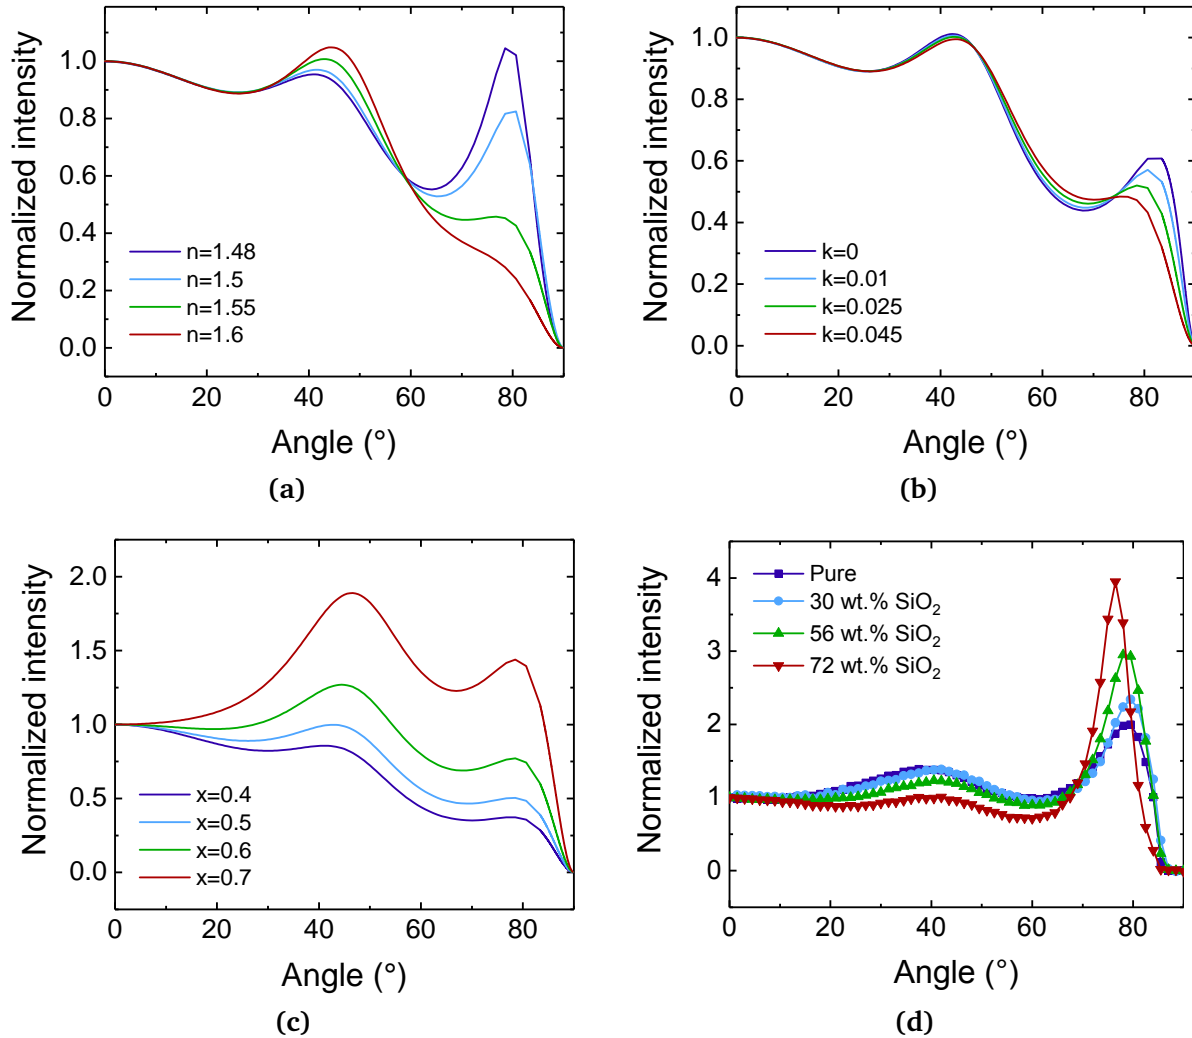 Normalized intensity
1.0
0.8
0.6
0.4
0.2
0.0
n=1.48
n=1.5
n=1.55
n=1.6
0 20 40 60 80
Angle (°)
(a)
Normalized intensity
1.0
0.8
0.6
0.4
0.2
0.0
k=0
k=0.01
k=0.025
k=0.045
0 20 40 60 80
Angle (°)
(b)
Normalized intensity
2.0
1.5
1.0
0.5
0.0
x=0.4
x=0.5
x=0.6
x=0.7
0 20 40 60 80
Angle (°)
(c)
Normalized intensity
4
3
2
1
0
Pure
30 wt.% SiO₂
56 wt.% SiO₂
72 wt.% SiO₂
0 20 40 60 80
Angle (°)
(d)